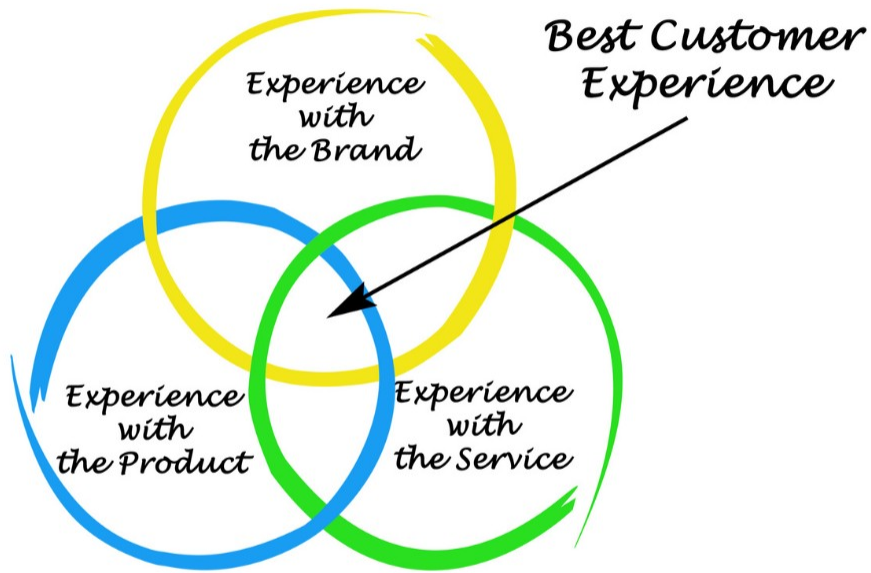 Best Customer
Experience
Experience
with
the Brand
Experience
with
the Product
Experience
with
the Service